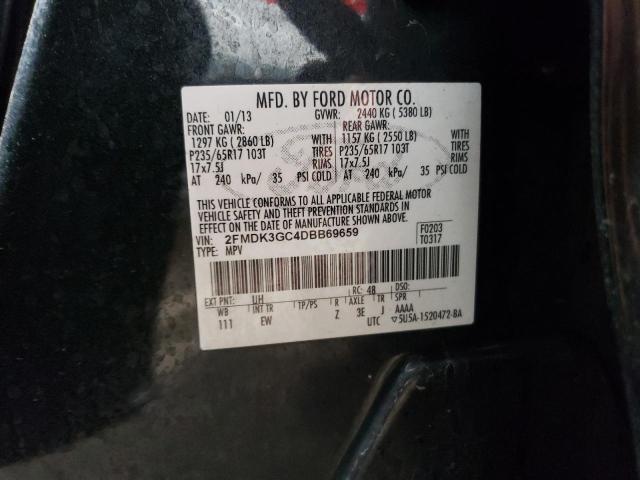 MFD. BY FORD MOTOR CO.
DATE: 01/13 GVWR: 2440 KG ( 5380 LB)
FRONT GAWR: REAR GAWR:
1297 KG ( 2860 LB) WITH 1157 KG ( 2550 LB) WITH
P235/65R17 103T TIRES P235/65R17 103T TIRES
17x7.5J RIMS 17x7.5J RIMS
AT 240 kPa/ 35 PSI COLD AT 240 kPa/ 35 PSI COLD
THIS VEHICLE CONFORMS TO ALL APPLICABLE FEDERAL MOTOR
VEHICLE SAFETY AND THEFT PREVENTION STANDARDS IN
EFFECT ON THE DATE OF MANUFACTURE SHOWN ABOVE.
VIN: 2FMDK3GC4DBB69659 F0203
TYPE: MPV T0317
EXT PNT: UH RC: 48 DSO:
WB INT TR TP/PS R AXLE TR SPR
111 EW Z 3E J AAAA
UTC ▽5U5A-1520472-BA